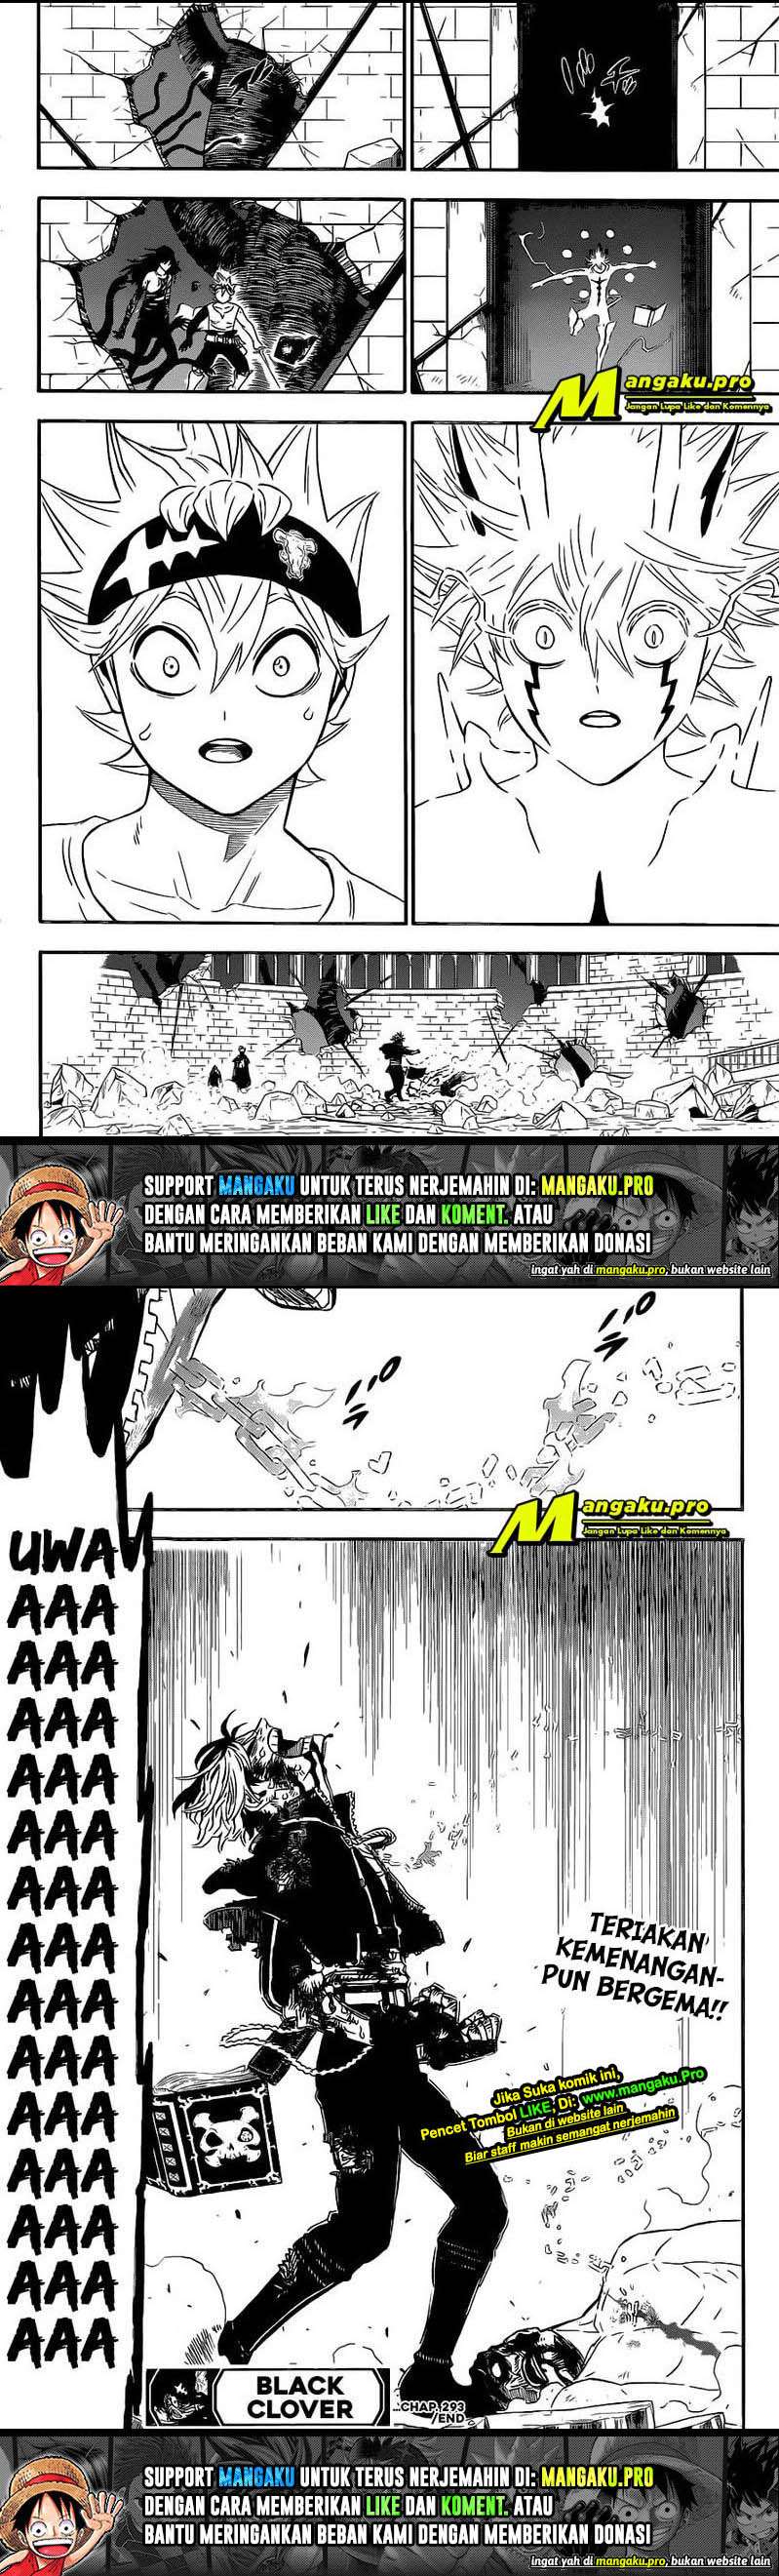 Mangaku.pro
Jangan Lupa Like dan Komennya
SUPPORT MANGAKU UNTUK TERUS NERJEMAHIN DI: MANGAKU.PRO
DENGAN CARA MEMBERIKAN LIKE DAN KOMENT. ATAU
BANTU MERINGANKAN BEBAN KAMI DENGAN MEMBERIKAN DONASI
ingat yah di mangaku.pro, bukan website lain
Mangaku.pro
Jangan Lupa Like dan Komennya
UWAA
AAA
AAA
AAA
AAA
AAA
AAA
AAA
AAA
AAA
AAA
AAA
AAA
AAA
AAA
TERIAKAN
KEMENANGAN-
PUN BERGEMA!!
Jika Suka komik ini,
Pencet Tombol LIKE, Di: www.mangaku.Pro
Bukan di website lain
Biar staff makin semangat nerjemahin
BLACK
CLOVER
...CHAP. 293
/END
SUPPORT MANGAKU UNTUK TERUS NERJEMAHIN DI: MANGAKU.PRO
DENGAN CARA MEMBERIKAN LIKE DAN KOMENT. ATAU
BANTU MERINGANKAN BEBAN KAMI DENGAN MEMBERIKAN DONASI
ingat yah di mangaku.pro, bukan website lain